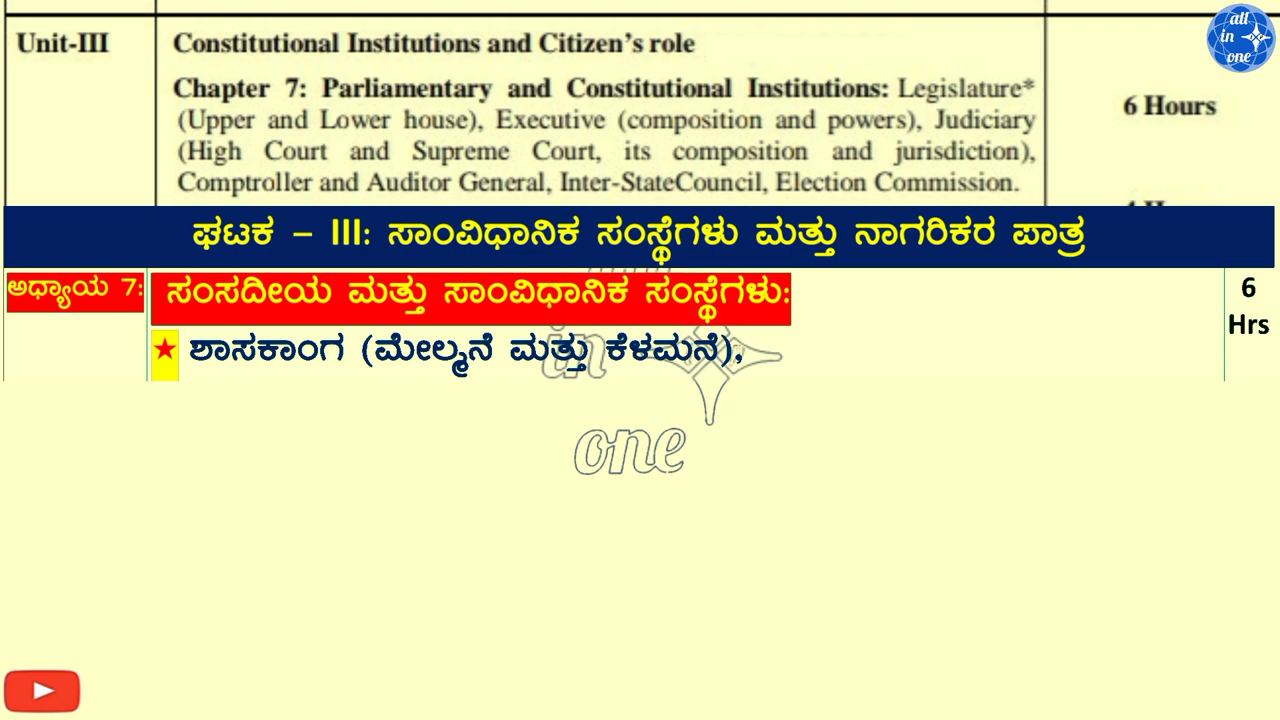 Unit-III Constitutional Institutions and Citizen's role
Chapter 7: Parliamentary and Constitutional Institutions: Legislature*
(Upper and Lower house), Executive (composition and powers), Judiciary
(High Court and Supreme Court, its composition and jurisdiction),
Comptroller and Auditor General, Inter-StateCouncil, Election Commission.
6 Hours
all
in
one
ಘಟಕ – III: ಸಾಂವಿಧಾನಿಕ ಸಂಸ್ಥೆಗಳು ಮತ್ತು ನಾಗರಿಕರ ಪಾತ್ರ
ಅಧ್ಯಾಯ 7: ಸಂಸದೀಯ ಮತ್ತು ಸಾಂವಿಧಾನಿಕ ಸಂಸ್ಥೆಗಳು:
6
Hrs
★ ಶಾಸಕಾಂಗ (ಮೇಲ್ಮನೆ ಮತ್ತು ಕೆಳಮನೆ),
in
one